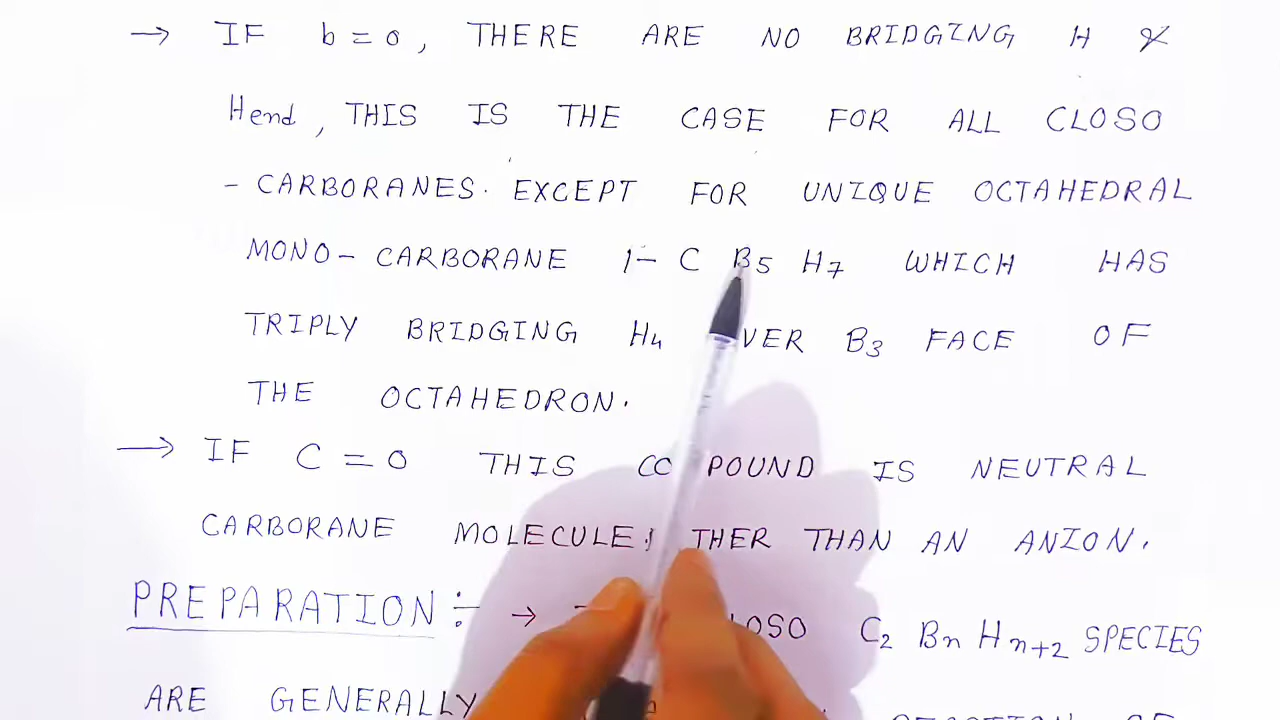 → IF b = 0, THERE ARE NO BRIDGING H &
Hend, THIS IS THE CASE FOR ALL CLOSO
- CARBORANES. EXCEPT FOR UNIQUE OCTAHEDRAL
MONO - CARBORANE 1- C B5 H7 WHICH HAS
TRIPLY BRIDGING H4 VER B3 FACE OF
THE OCTAHEDRON.
→ IF C = 0 THIS CO POUND IS NEUTRAL
CARBORANE MOLECULE THER THAN AN ANION.
PREPARATION :- → LOSO C2 Bn Hn+2 SPECIES
ARE GENERALLY